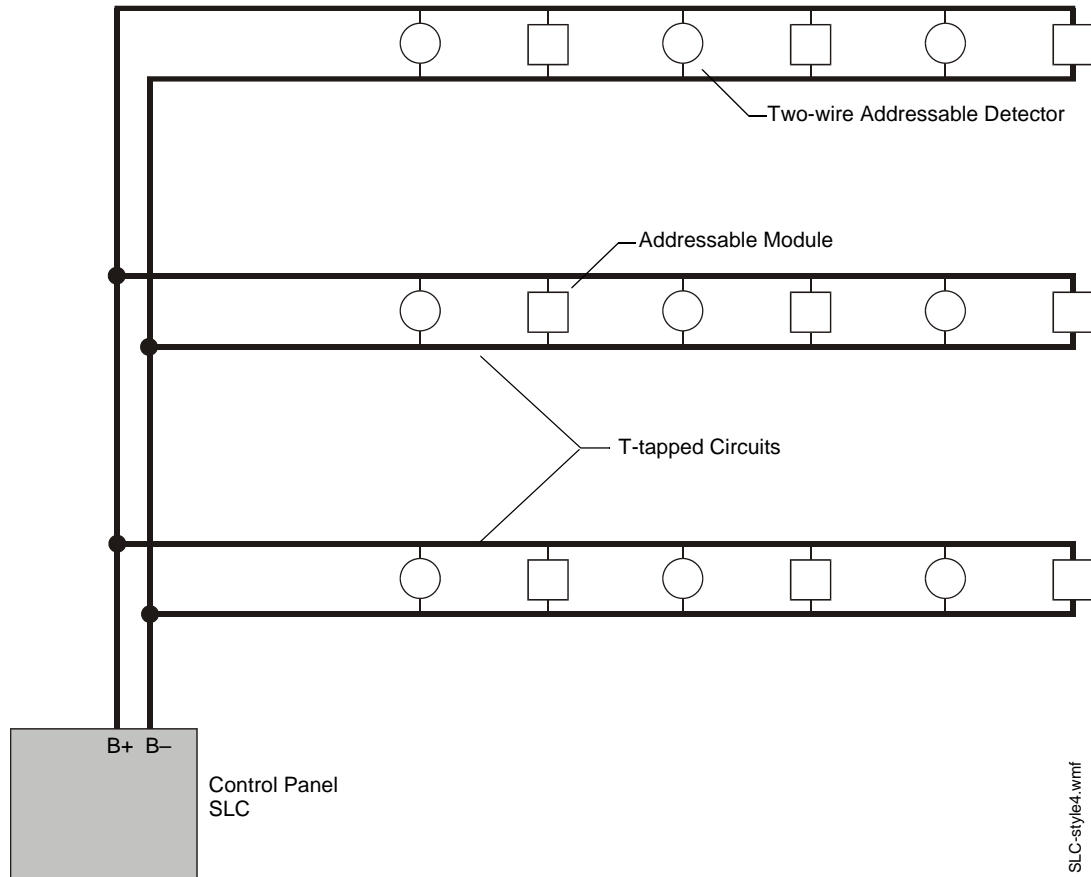 Two-wire Addressable Detector
Addressable Module
T-tapped Circuits
B+ B–
Control Panel
SLC
SLC-style4.wmf